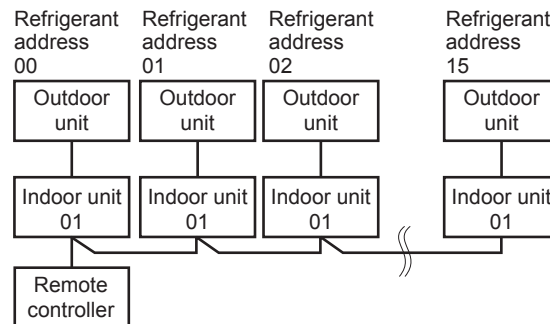 Refrigerant
address
00
Refrigerant
address
01
Refrigerant
address
02
Refrigerant
address
15
Outdoor
unit
Outdoor
unit
Outdoor
unit
Outdoor
unit
Indoor unit
01
Indoor unit
01
Indoor unit
01
Indoor unit
01
Remote
controller